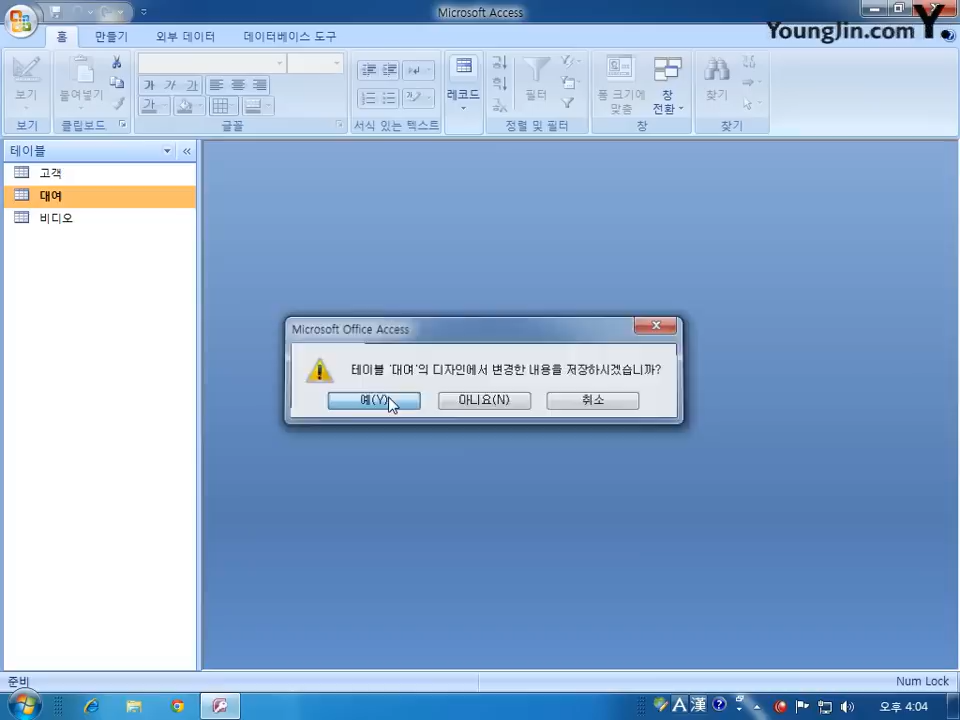 Microsoft Access
YoungJin.com Y.
홈 만들기 외부 데이터 데이터베이스 도구
보기 붙여넣기 가 가 가 레코드 필터 폼 크기에 맞춤 창 전환 찾기
보기 클립보드 글꼴 서식 있는 텍스트 정렬 및 필터 창 찾기
테이블
고객
대여
비디오
Microsoft Office Access
테이블 '대여'의 디자인에서 변경한 내용을 저장하시겠습니까?
예(Y) 아니요(N) 취소
준비 Num Lock
A 漢 오후 4:04